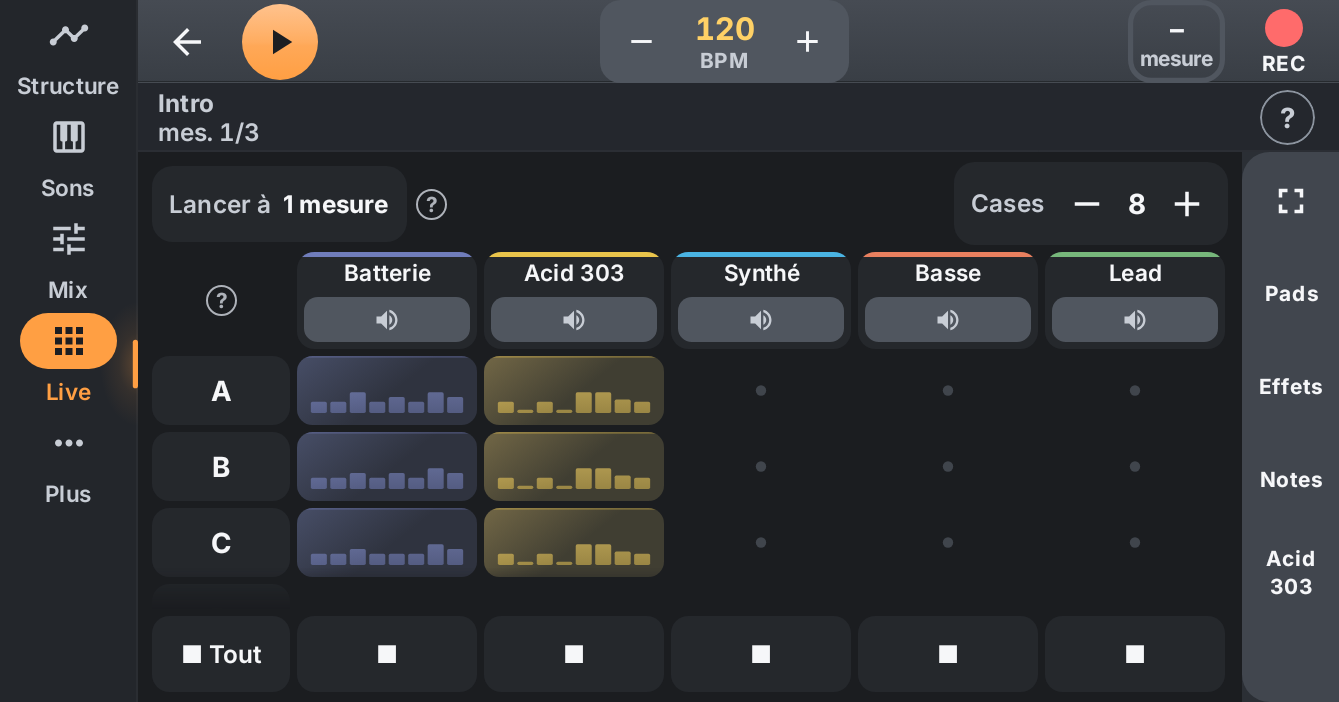 Structure
Sons
Mix
Live
Plus
120
BPM
-
mesure
REC
Intro
mes. 1/3
?
Lancer à 1 mesure ?
Cases — 8 +
?
Batterie
Acid 303
Synthé
Basse
Lead
A
B
C
Tout
Pads
Effets
Notes
Acid
303